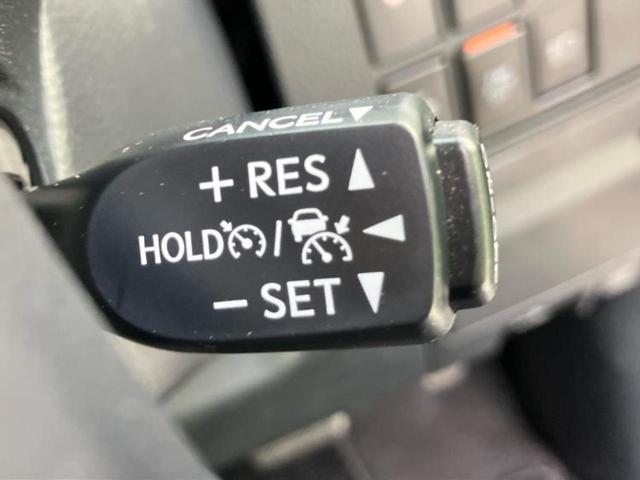 CANCEL▼
+ RES ▲
HOLD / ◀
− SET ▼